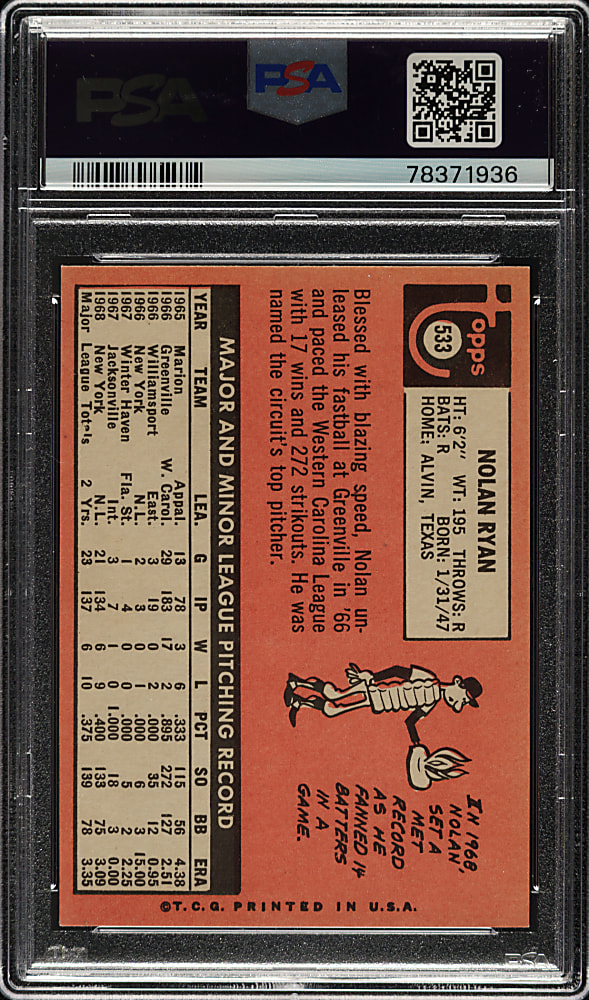 PSA
PSA
78371936
Topps
533
NOLAN RYAN
HT: 6'2" WT: 195 THROWS: R
BATS: R BORN: 1/31/47
HOME: ALVIN, TEXAS
Blessed with blazing speed, Nolan un-
leased his fastball at Greenville in '66
and paced the Western Carolina League
with 17 wins and 272 strikouts. He was
named the circuit's top pitcher.
IN 1968
NOLAN
SET A
MET
RECORD
AS HE
FANNED 14
BATTERS
IN A
GAME.
MAJOR AND MINOR LEAGUE PITCHING RECORD
YEAR TEAM LEA G IP W L PCT SO BB ERA
1965 Marion Appal. 13 78 3 6 .333 115 56 4.38
1966 Greenville W. Carol. 29 183 17 2 .895 272 127 2.51
1966 Williamsport East. 3 19 0 2 .000 35 12 0.95
1966 New York N.L. 2 3 0 1 .000 6 3 15.00
1967 Winter Haven Fla. St. 1 4 0 0 .000 5 2 2.25
1967 Jacksonville Int. 3 7 1 0 1.000 18 3 0.00
1968 New York N.L. 21 134 6 9 .400 133 75 3.09
Major League Totals 2 Yrs. 23 137 6 10 .375 139 78 3.35
©T.C.G. PRINTED IN U.S.A.
PSA